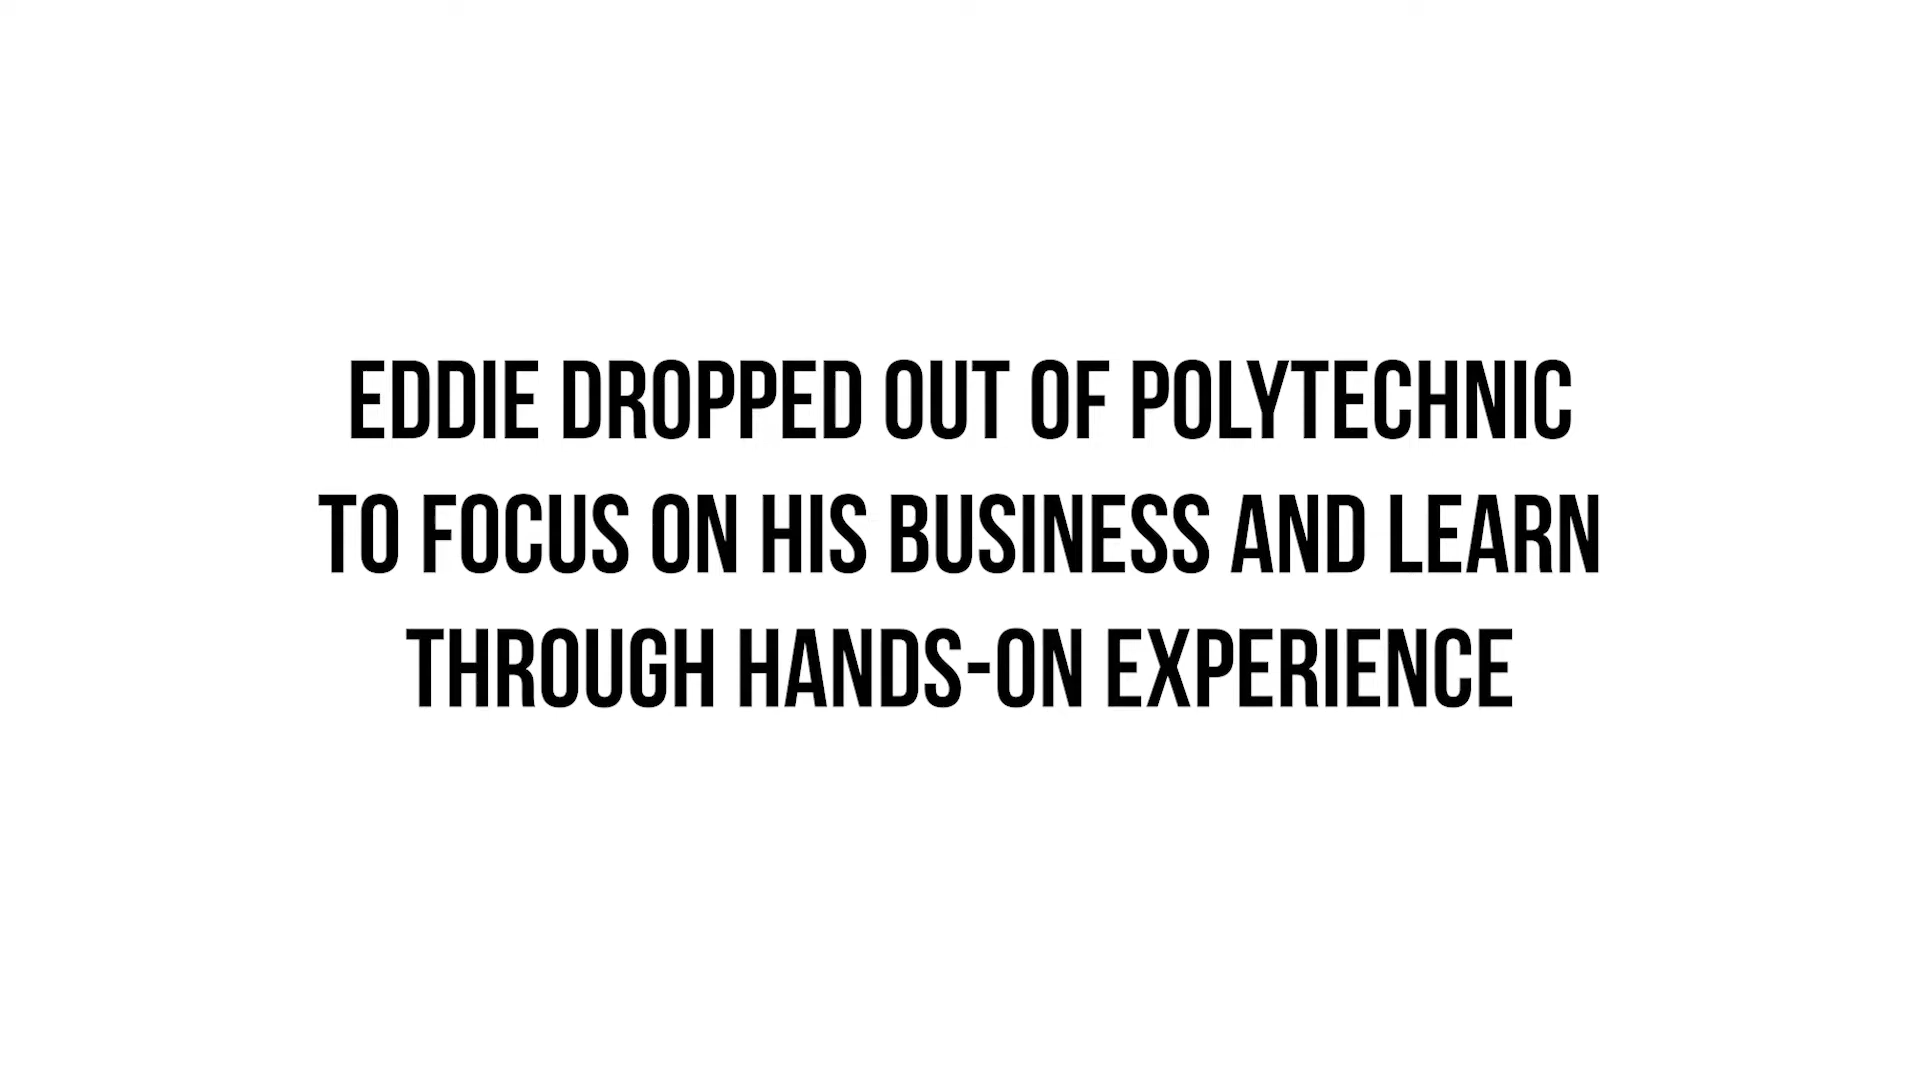 EDDIE DROPPED OUT OF POLYTECHNIC
TO FOCUS ON HIS BUSINESS AND LEARN
THROUGH HANDS-ON EXPERIENCE